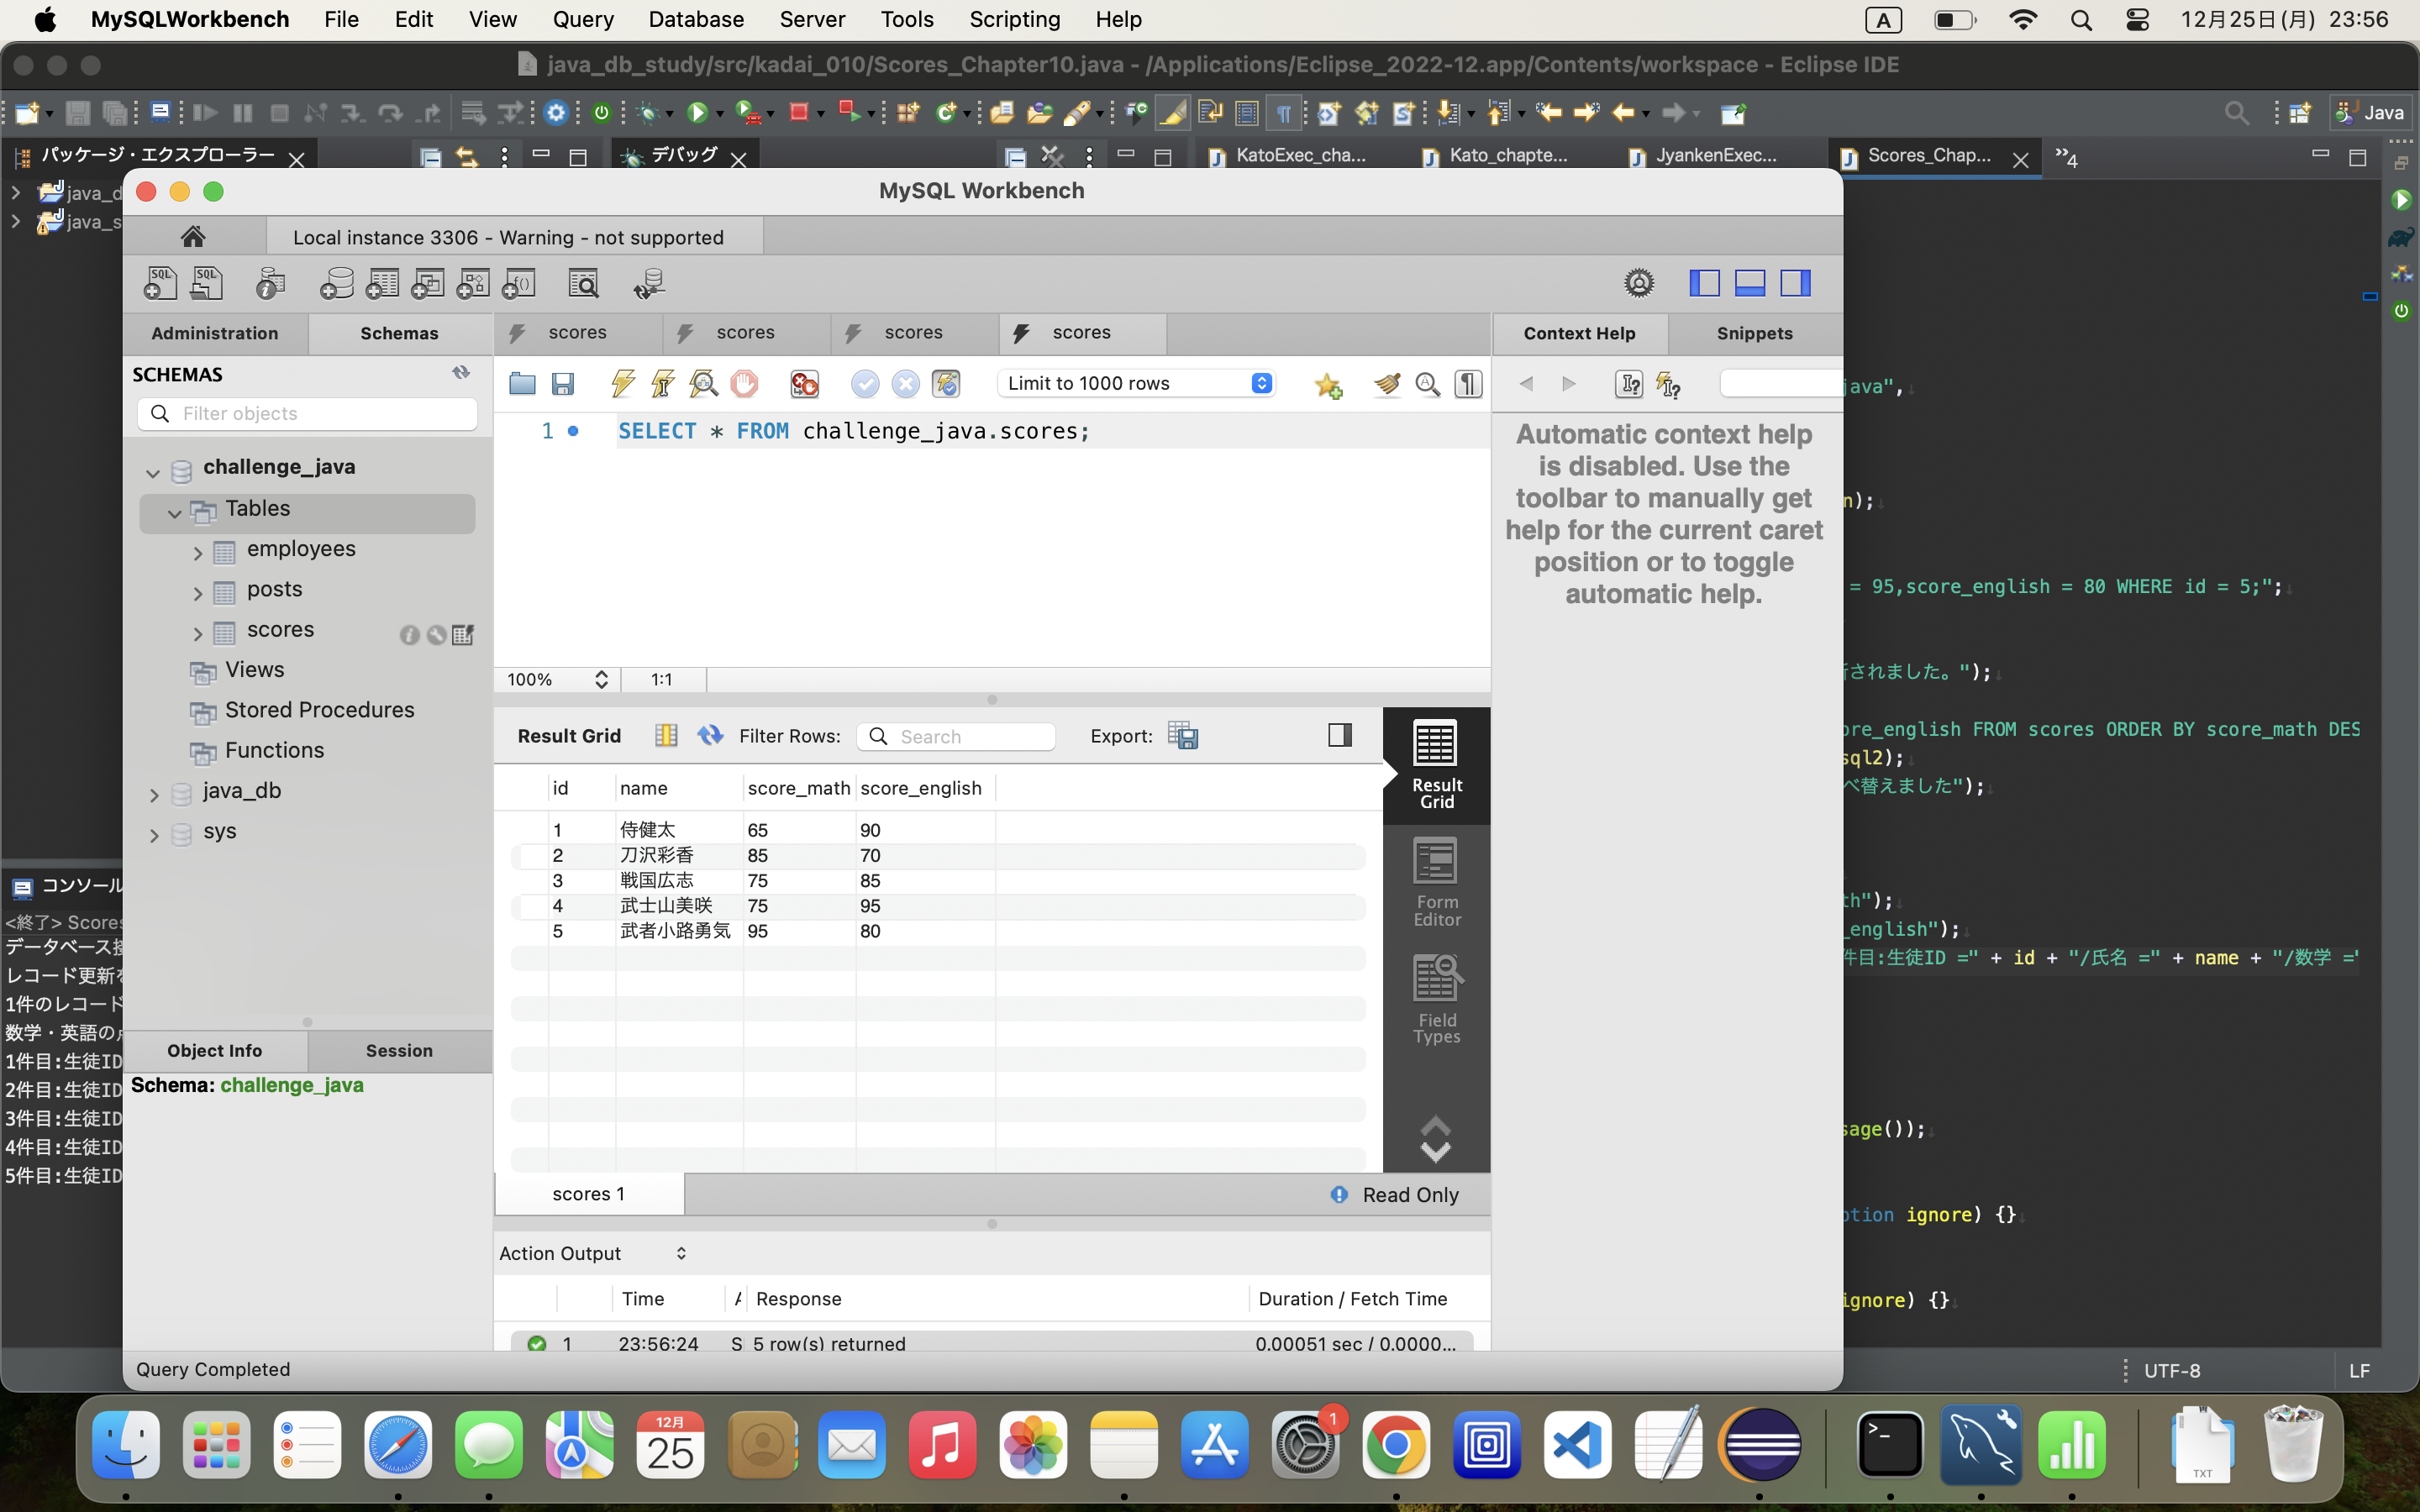 MySQLWorkbench File Edit View Query Database Server Tools Scripting Help A 12月25日(月) 23:56
java_db_study/src/kadai_010/Scores_Chapter10.java - /Applications/Eclipse_2022-12.app/Contents/workspace - Eclipse IDE
Java
パッケージ・エクスプローラー デバッグ KatoExec_cha... Kato_chapte... JyankenExec... Scores_Chap... »4
java_d
java_s
MySQL Workbench
Local instance 3306 - Warning - not supported
Administration Schemas
scores scores scores scores
Context Help Snippets
SCHEMAS
Filter objects
challenge_java
Tables
employees
posts
scores
Views
Stored Procedures
Functions
java_db
sys
Object Info Session
Schema: challenge_java
Limit to 1000 rows
1 SELECT * FROM challenge_java.scores;
100% 1:1
Result Grid Filter Rows: Search Export:
id name score_math score_english
1 侍健太 65 90
2 刀沢彩香 85 70
3 戦国広志 75 85
4 武士山美咲 75 95
5 武者小路勇気 95 80
Result
Grid
Form
Editor
Field
Types
scores 1 Read Only
Action Output
Time A Response Duration / Fetch Time
1 23:56:24 S 5 row(s) returned 0.00051 sec / 0.0000...
Query Completed
Automatic context help
is disabled. Use the
toolbar to manually get
help for the current caret
position or to toggle
automatic help.
java",
n);
= 95,score_english = 80 WHERE id = 5;";
されました。");
ore_english FROM scores ORDER BY score_math DES
sql2);
べ替えました");
th");
_english");
件目:生徒ID =" + id + "/氏名 =" + name + "/数学 ="
sage());
ption ignore) {}
ignore) {}
コンソール
<終了> Scores
データベース接
レコード更新を
1件のレコード
数学・英語の点
1件目:生徒ID
2件目:生徒ID
3件目:生徒ID
4件目:生徒ID
5件目:生徒ID
UTF-8 LF
12月
25
1
TXT